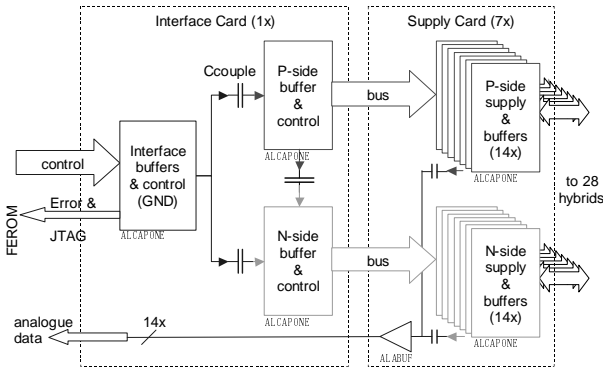 Interface Card (1x)
Supply Card (7x)
Ccouple
P-side
buffer
&
control
ALCAPONE
bus
P-side
supply
&
buffers
(14x)
ALCAPONE
control
Interface
buffers
& control
(GND)
ALCAPONE
Error &
JTAG
FEROM
to 28
hybrids
N-side
buffer
&
control
ALCAPONE
bus
N-side
supply
&
buffers
(14x)
ALCAPONE
analogue
data
14x
ALABUF